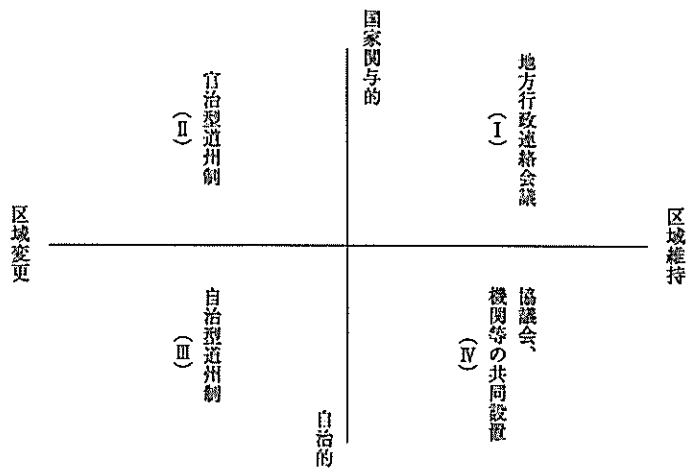 国家関与的
地方行政連絡会議
(Ⅰ)
官治型道州制
(Ⅱ)
区域維持
区域変更
協議会、
機関等の共同設置
(Ⅳ)
自治型道州制
(Ⅲ)
自治的